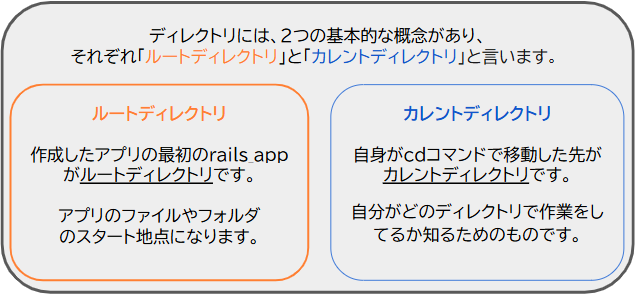 ディレクトリには、2つの基本的な概念があり、
それぞれ「ルートディレクトリ」と「カレントディレクトリ」と言います。
ルートディレクトリ
作成したアプリの最初のrails_app
がルートディレクトリです。
アプリのファイルやフォルダ
のスタート地点になります。
カレントディレクトリ
自身がcdコマンドで移動した先が
カレントディレクトリです。
自分がどのディレクトリで作業をし
てるか知るためのものです。